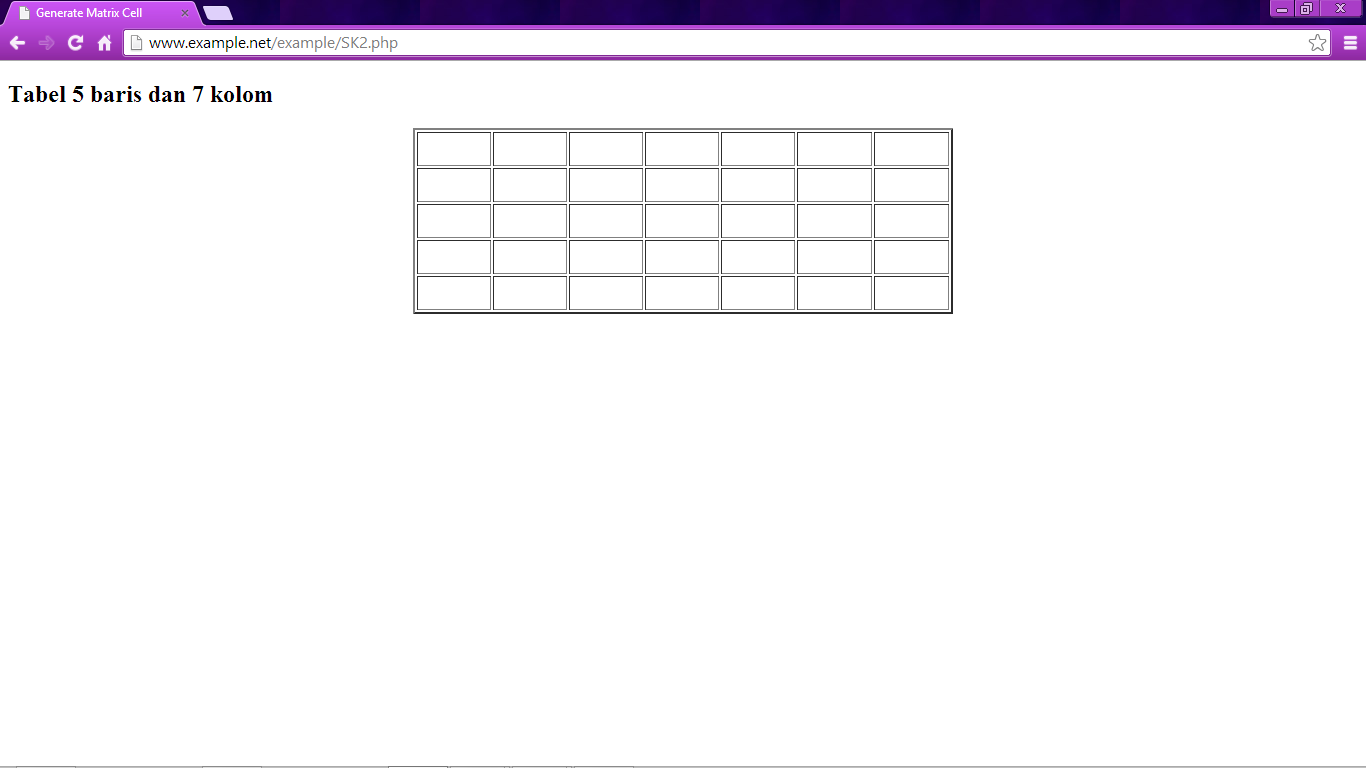 Generate Matrix Cell
www.example.net/example/SK2.php
Tabel 5 baris dan 7 kolom